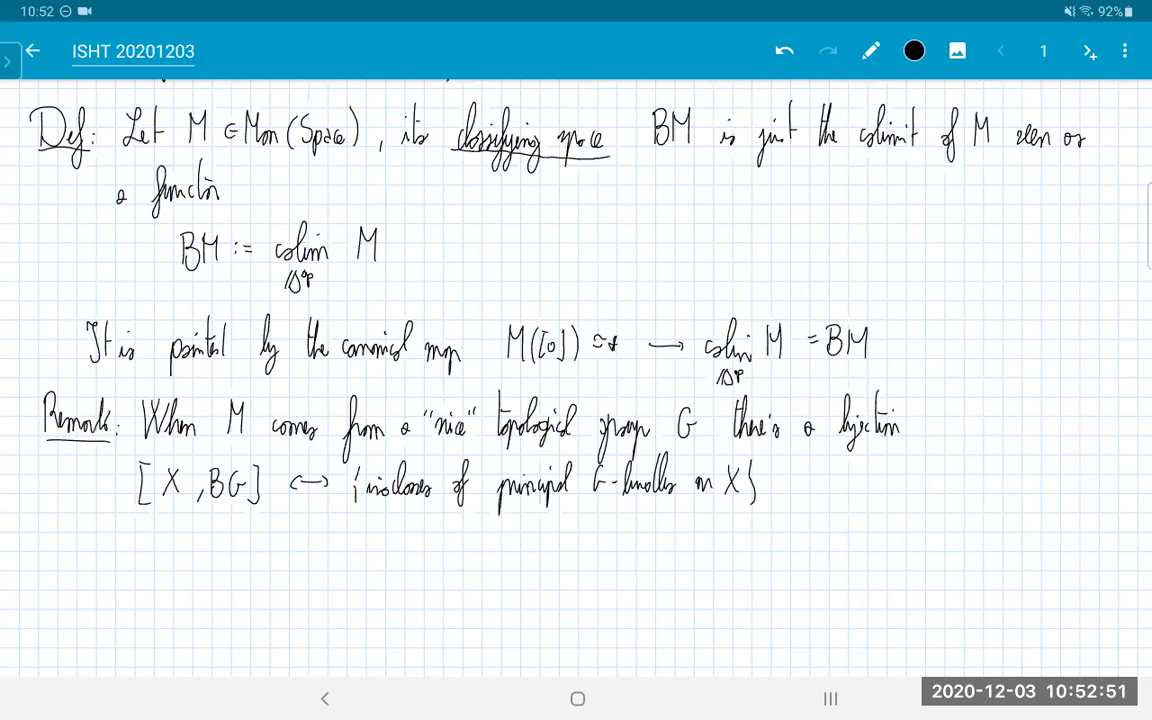 10:52
92%
ISHT 20201203
1
Def: Let M ∈ Mon(Space), its classifying space BM is just the colimit of M seen as
a functor
BM := colim M
Δ^op
It is pointed by the canonical map M([0]) ≃ * → colim M = BM
Δ^op
Remark: When M comes from a "nice" topological group G there's a bijection
[X, BG] ↔ {isoclasses of principal G-bundles on X}
2020-12-03 10:52:51